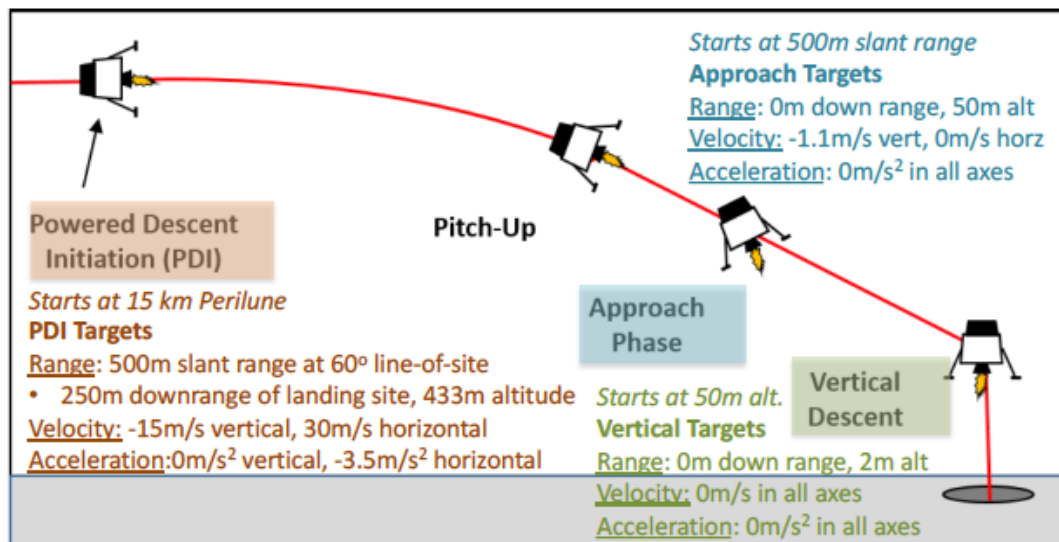 Starts at 500m slant range
Approach Targets
Range: 0m down range, 50m alt
Velocity: -1.1m/s vert, 0m/s horz
Acceleration: 0m/s² in all axes
Pitch-Up
Powered Descent
Initiation (PDI)
Starts at 15 km Perilune
PDI Targets
Range: 500m slant range at 60º line-of-site
• 250m downrange of landing site, 433m altitude
Velocity: -15m/s vertical, 30m/s horizontal
Acceleration:0m/s² vertical, -3.5m/s² horizontal
Approach
Phase
Vertical
Descent
Starts at 50m alt.
Vertical Targets
Range: 0m down range, 2m alt
Velocity: 0m/s in all axes
Acceleration: 0m/s² in all axes